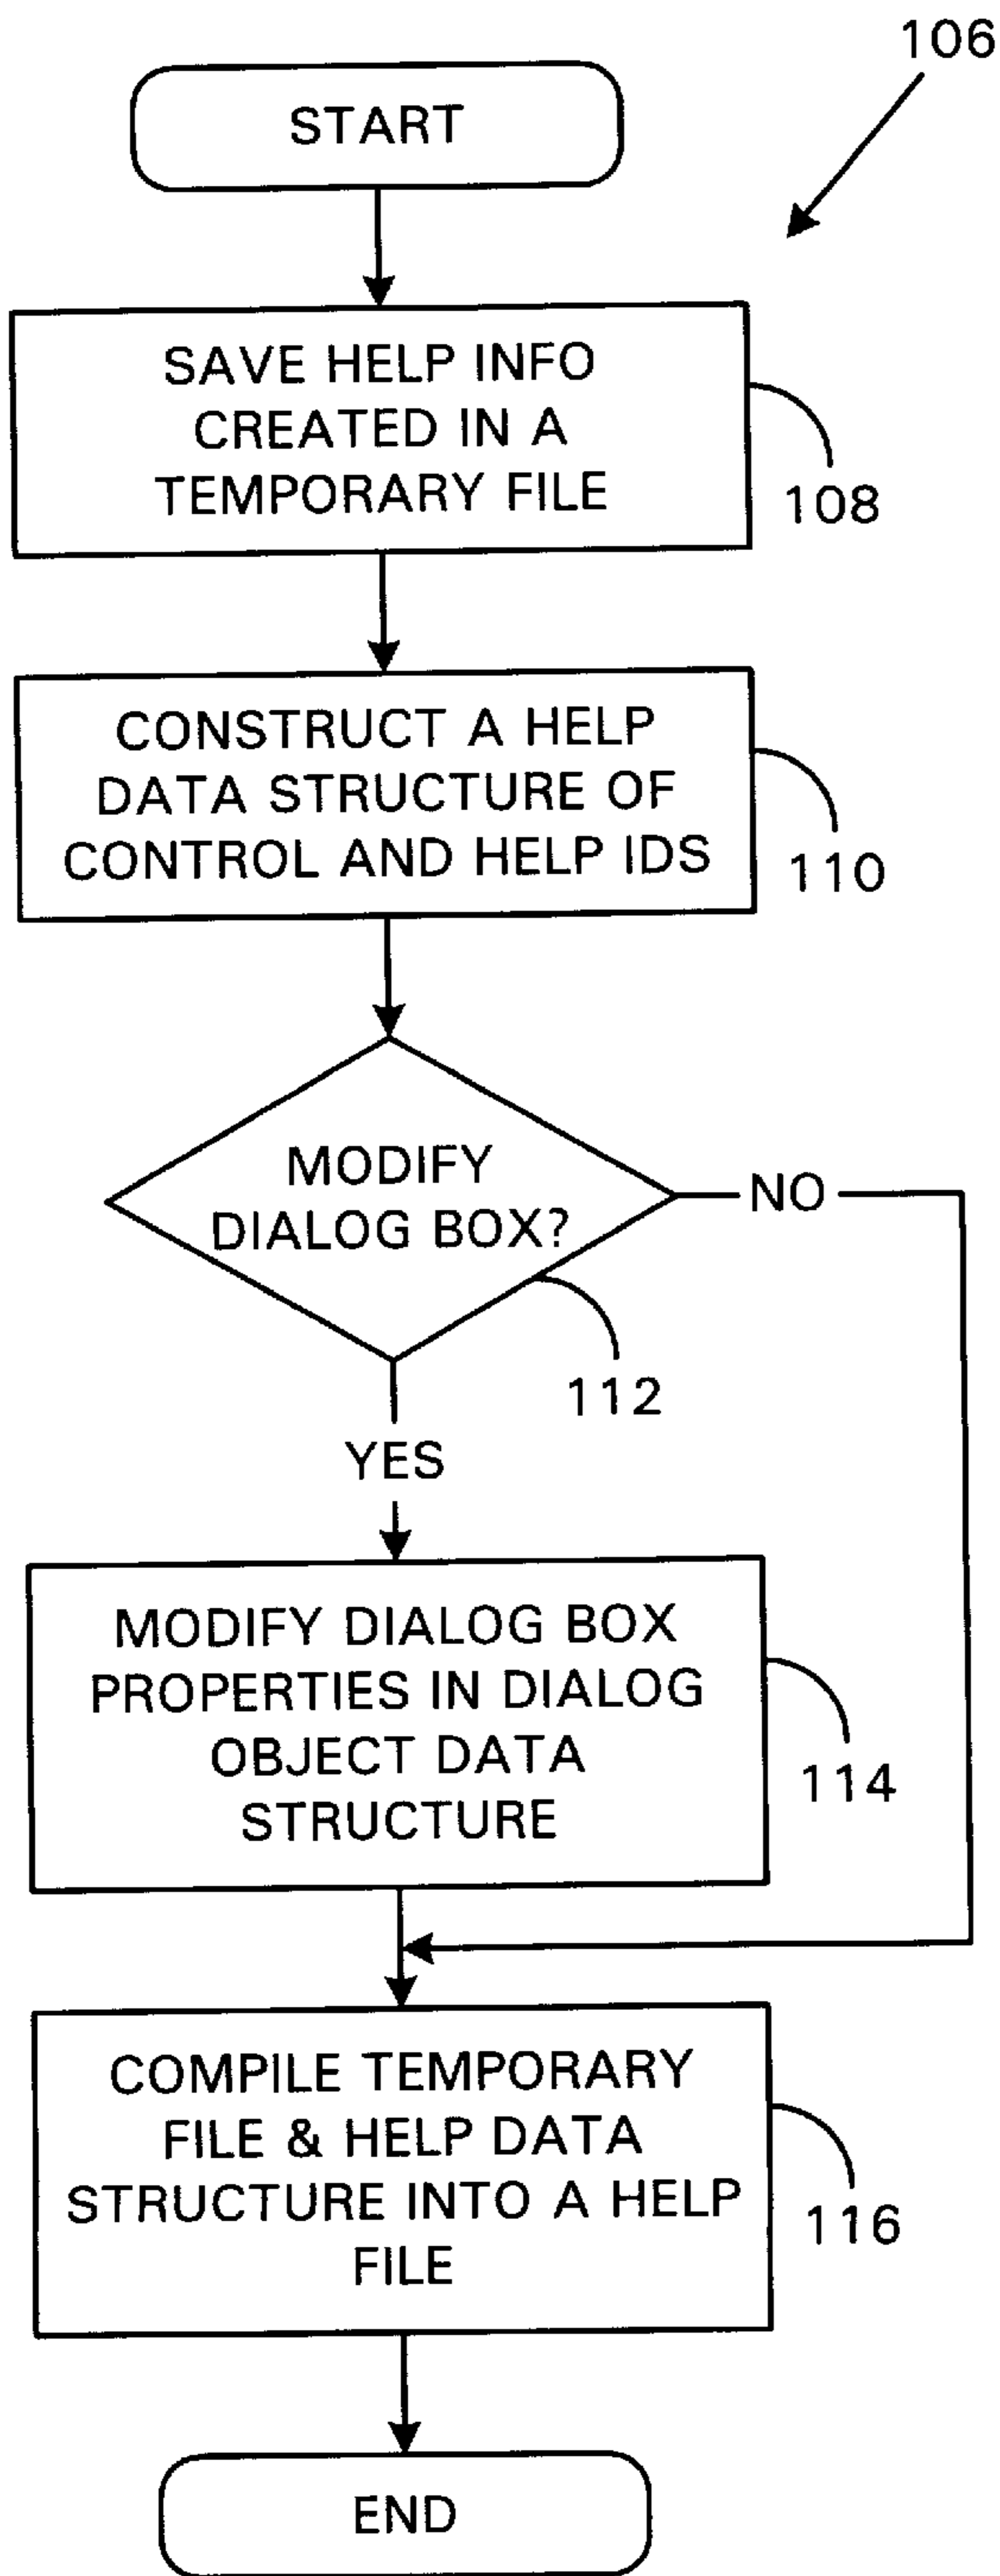 106
START
SAVE HELP INFO
CREATED IN A
TEMPORARY FILE
108
CONSTRUCT A HELP
DATA STRUCTURE OF
CONTROL AND HELP IDS
110
MODIFY
DIALOG BOX?
NO
112
YES
MODIFY DIALOG BOX
PROPERTIES IN DIALOG
OBJECT DATA
STRUCTURE
114
COMPILE TEMPORARY
FILE & HELP DATA
STRUCTURE INTO A HELP
FILE
116
END